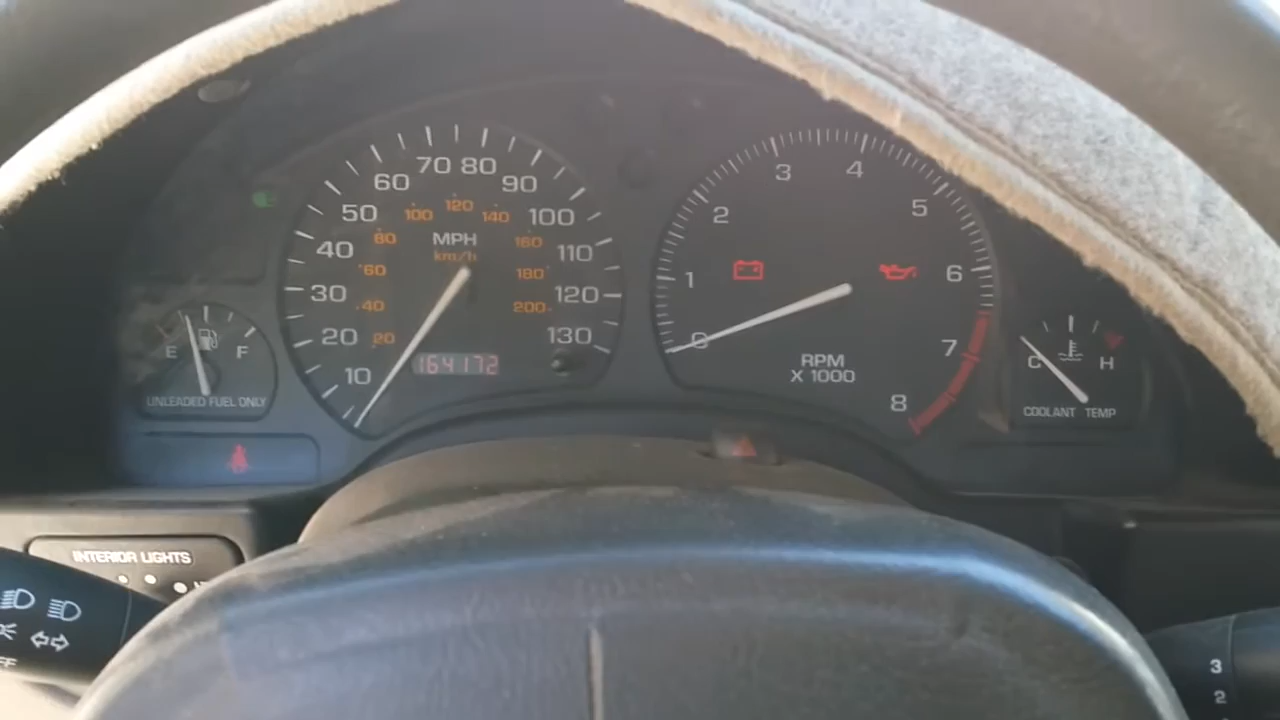 70 80
60 90
50 100
40 110
30 120
20 130
10
100 120 140
80 160
60 180
40 200
20
MPH
km/h
164172
3 4
2 5
1 6
0 7
8
RPM
X 1000
E F
UNLEADED FUEL ONLY
C H
COOLANT TEMP
INTERIOR LIGHTS
3
2